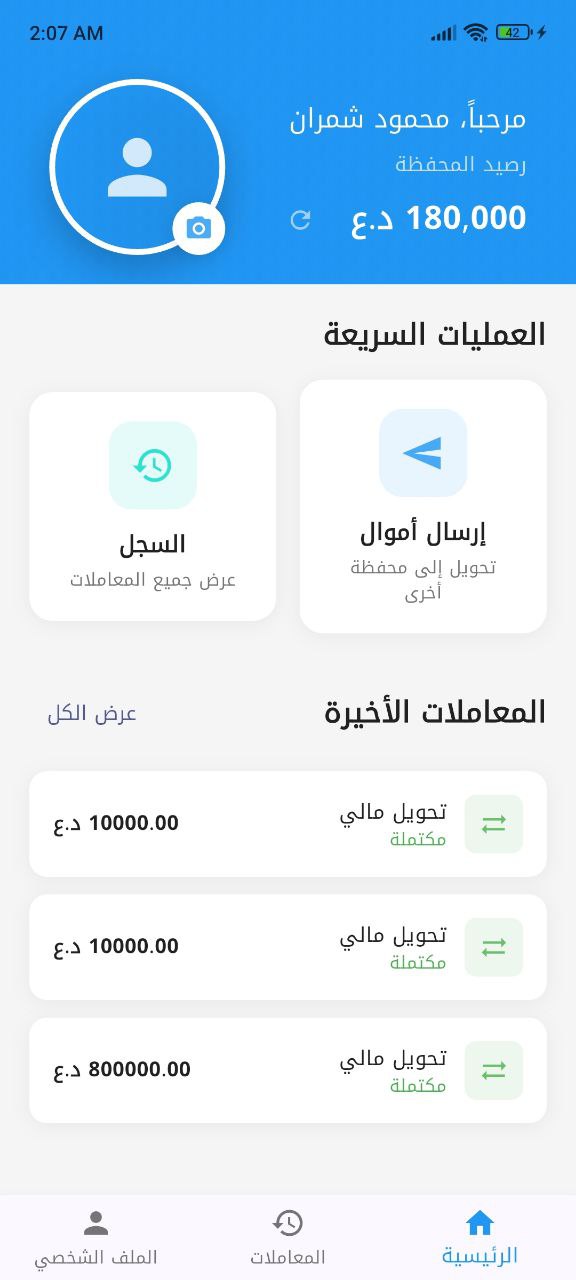 2:07 AM
42
مرحباً، محمود شمران
رصيد المحفظة
180,000 د.ع
العمليات السريعة
إرسال أموال
تحويل إلى محفظة
أخرى
السجل
عرض جميع المعاملات
المعاملات الأخيرة
عرض الكل
تحويل مالي
مكتملة
10000.00 د.ع
تحويل مالي
مكتملة
10000.00 د.ع
تحويل مالي
مكتملة
800000.00 د.ع
الرئيسية
المعاملات
الملف الشخصي